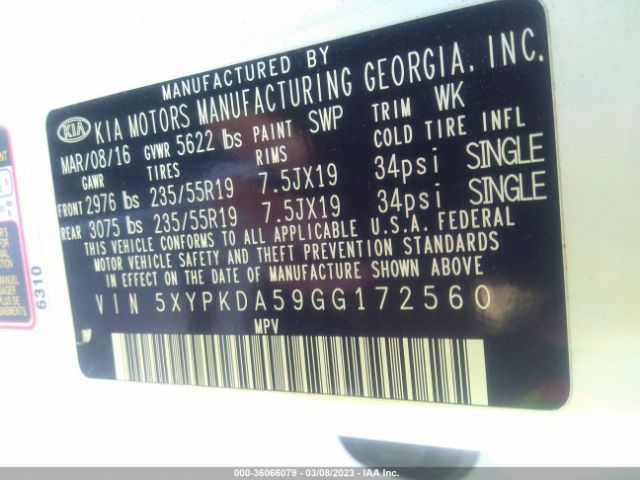 MANUFACTURED BY
KIA KIA MOTORS MANUFACTURING GEORGIA, INC.
MAR/08/16 GVWR 5622 lbs PAINT SWP TRIM WK
GAWR TIRES RIMS COLD TIRE INFL
FRONT 2976 lbs 235/55R19 7.5JX19 34psi SINGLE
REAR 3075 lbs 235/55R19 7.5JX19 34psi SINGLE
THIS VEHICLE CONFORMS TO ALL APPLICABLE U.S.A. FEDERAL
MOTOR VEHICLE SAFETY AND THEFT PREVENTION STANDARDS
IN EFFECT ON THE DATE OF MANUFACTURE SHOWN ABOVE
VIN 5XYPKDA59GG172560
MPV
6310
000-36066079 - 03/08/2023 - IAA Inc.